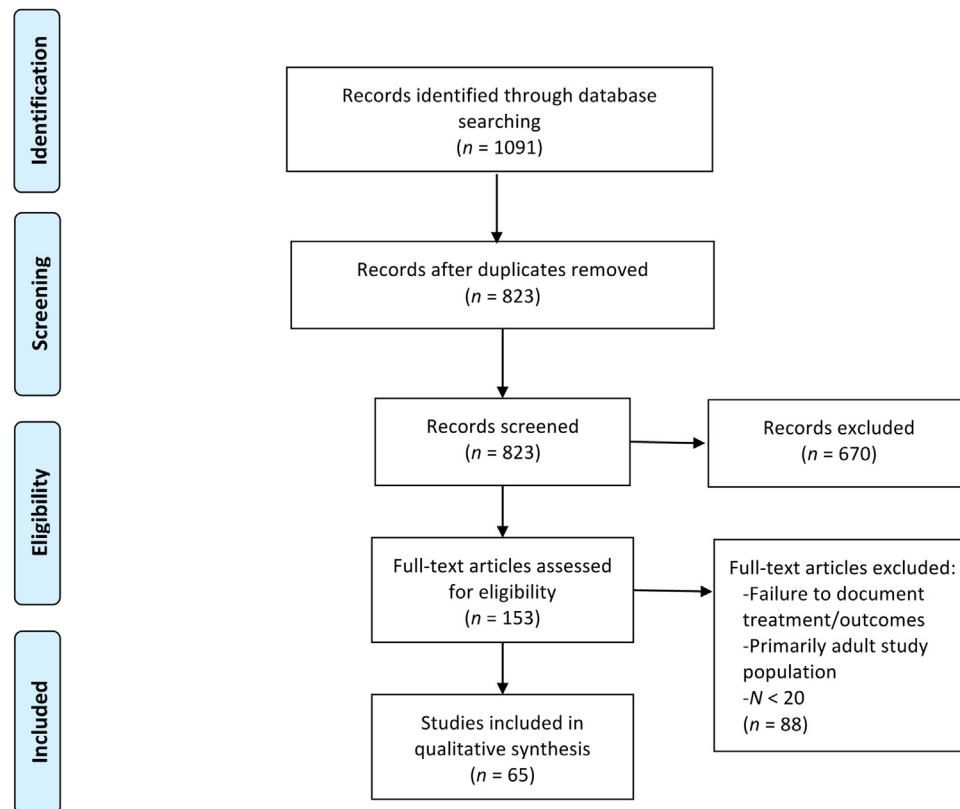 Identification
Records identified through database
searching
(n = 1091)
Screening
Records after duplicates removed
(n = 823)
Records screened
(n = 823)
Records excluded
(n = 670)
Eligibility
Full-text articles assessed
for eligibility
(n = 153)
Full-text articles excluded:
-Failure to document
treatment/outcomes
-Primarily adult study
population
-N < 20
(n = 88)
Included
Studies included in
qualitative synthesis
(n = 65)